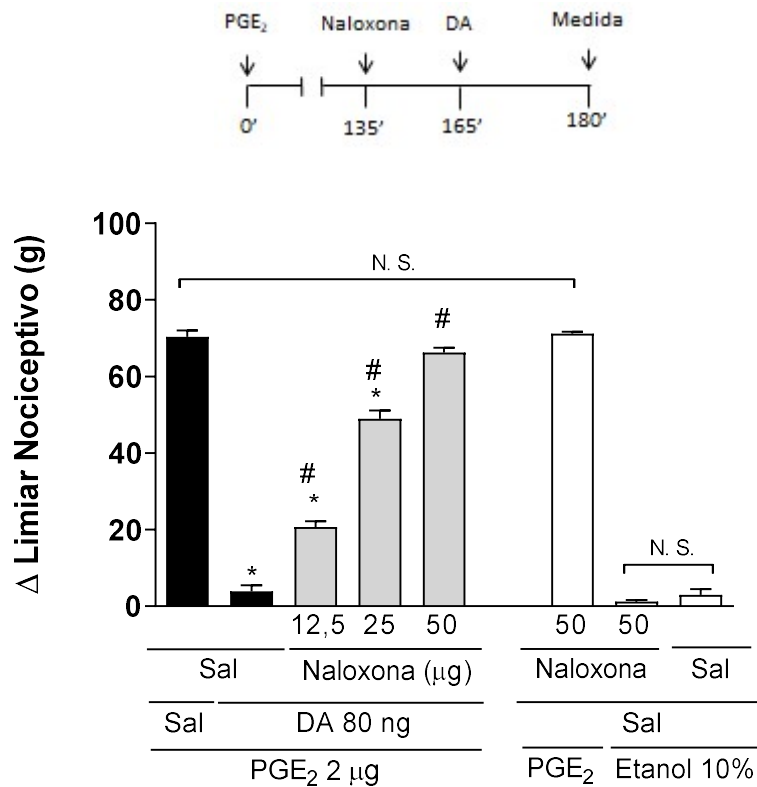 PGE₂ Naloxona DA Medida
0' 135' 165' 180'
Δ Limiar Nociceptivo (g)
100
80
60
40
20
0
N. S.
# # #
* * *
N. S.
12,5 25 50 50 50
Sal Naloxona (μg) Naloxona Sal
Sal DA 80 ng Sal
PGE₂ 2 μg PGE₂ Etanol 10%